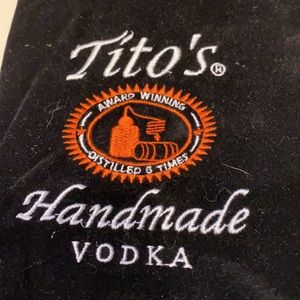 Tito's®
AWARD WINNING
DISTILLED 6 TIMES
Handmade
VODKA